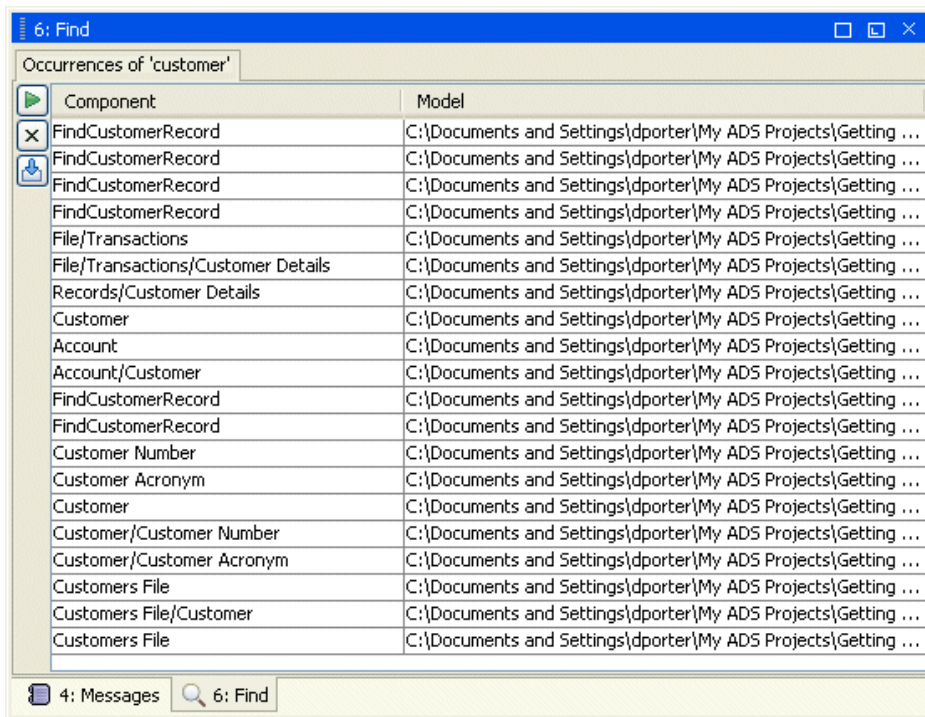 6: Find
Occurrences of 'customer'
Component Model
FindCustomerRecord C:\Documents and Settings\dporter\My ADS Projects\Getting ...
FindCustomerRecord C:\Documents and Settings\dporter\My ADS Projects\Getting ...
FindCustomerRecord C:\Documents and Settings\dporter\My ADS Projects\Getting ...
FindCustomerRecord C:\Documents and Settings\dporter\My ADS Projects\Getting ...
File/Transactions C:\Documents and Settings\dporter\My ADS Projects\Getting ...
File/Transactions/Customer Details C:\Documents and Settings\dporter\My ADS Projects\Getting ...
Records/Customer Details C:\Documents and Settings\dporter\My ADS Projects\Getting ...
Customer C:\Documents and Settings\dporter\My ADS Projects\Getting ...
Account C:\Documents and Settings\dporter\My ADS Projects\Getting ...
Account/Customer C:\Documents and Settings\dporter\My ADS Projects\Getting ...
FindCustomerRecord C:\Documents and Settings\dporter\My ADS Projects\Getting ...
FindCustomerRecord C:\Documents and Settings\dporter\My ADS Projects\Getting ...
Customer Number C:\Documents and Settings\dporter\My ADS Projects\Getting ...
Customer Acronym C:\Documents and Settings\dporter\My ADS Projects\Getting ...
Customer C:\Documents and Settings\dporter\My ADS Projects\Getting ...
Customer/Customer Number C:\Documents and Settings\dporter\My ADS Projects\Getting ...
Customer/Customer Acronym C:\Documents and Settings\dporter\My ADS Projects\Getting ...
Customers File C:\Documents and Settings\dporter\My ADS Projects\Getting ...
Customers File/Customer C:\Documents and Settings\dporter\My ADS Projects\Getting ...
Customers File C:\Documents and Settings\dporter\My ADS Projects\Getting ...
4: Messages 6: Find